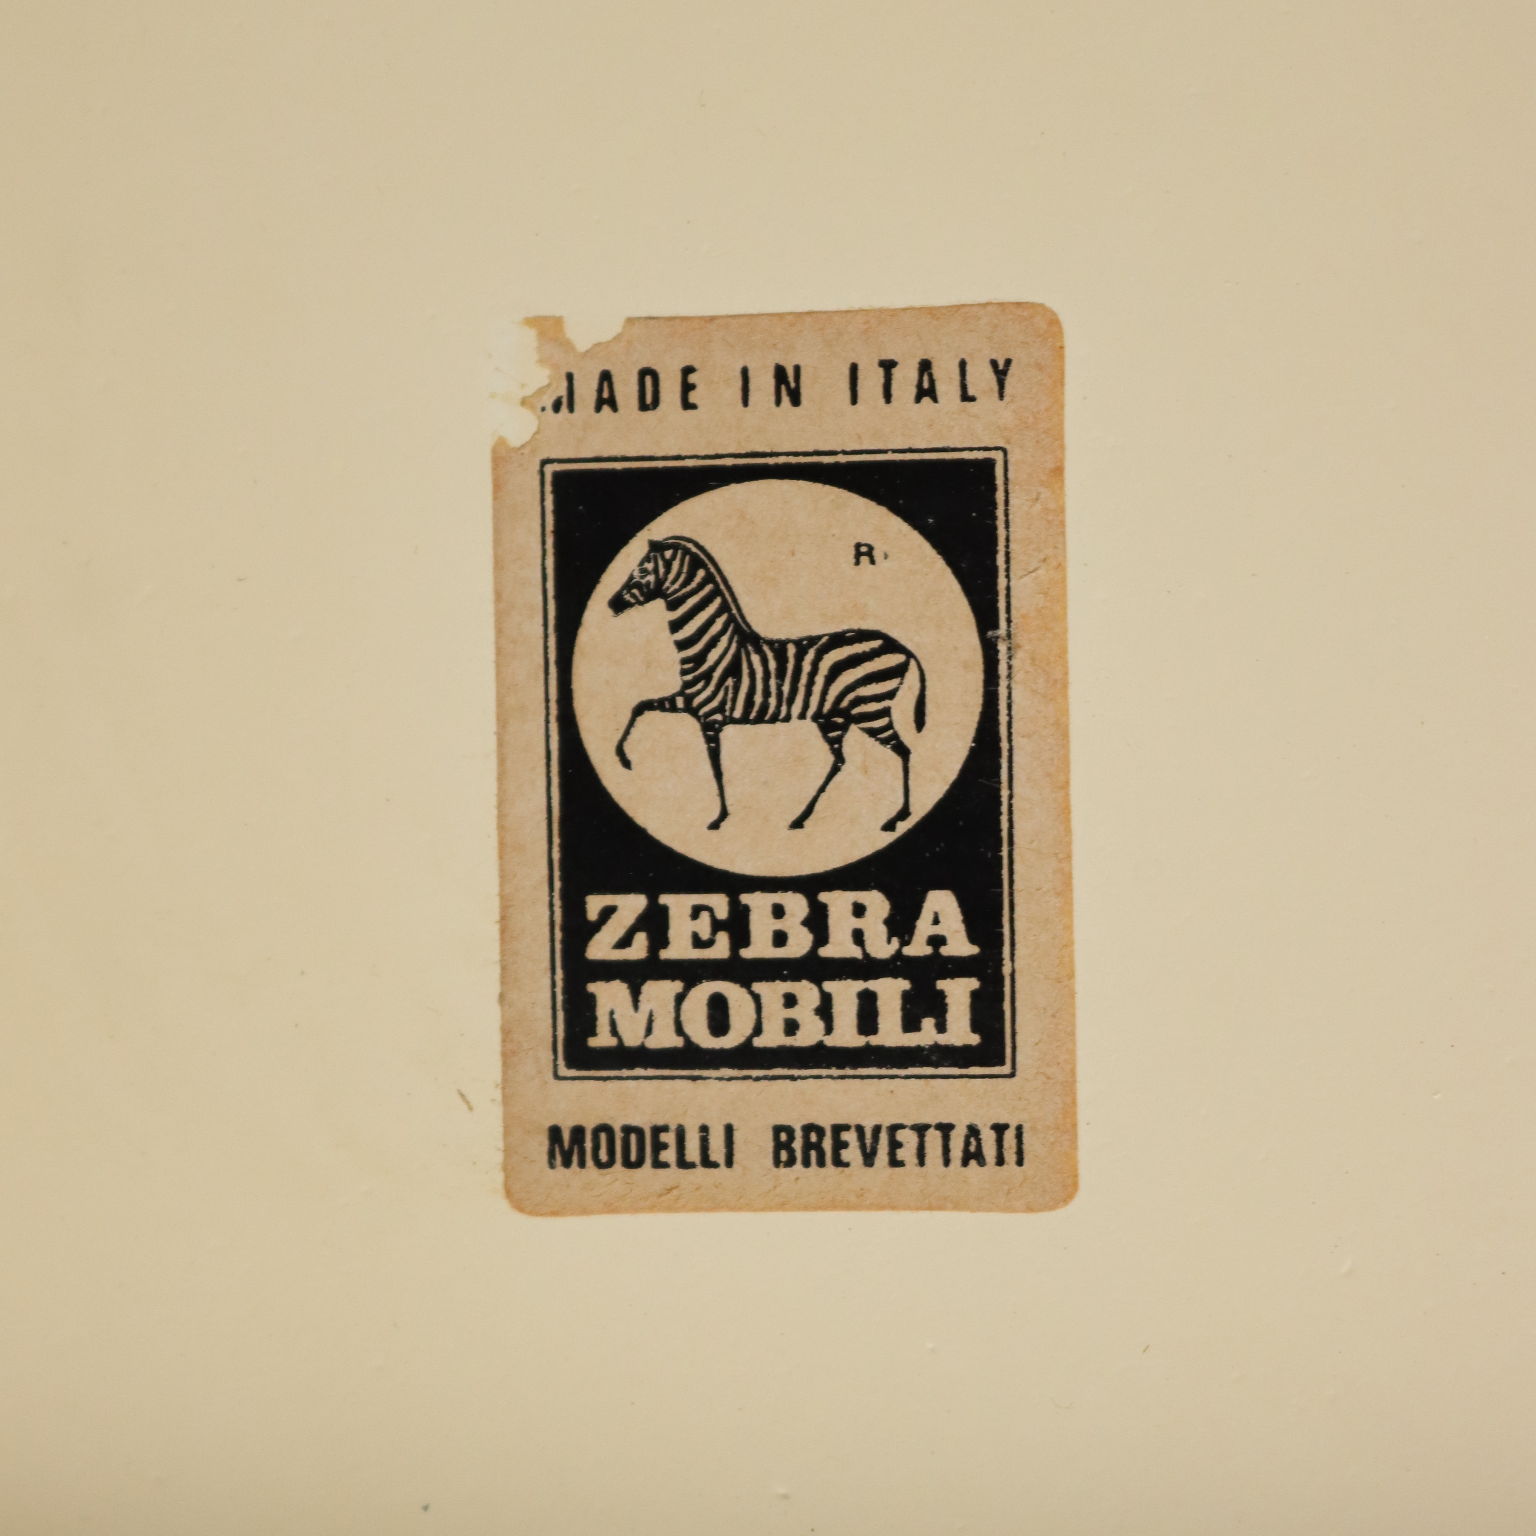 MADE IN ITALY
R
ZEBRA
MOBILI
MODELLI BREVETTATI